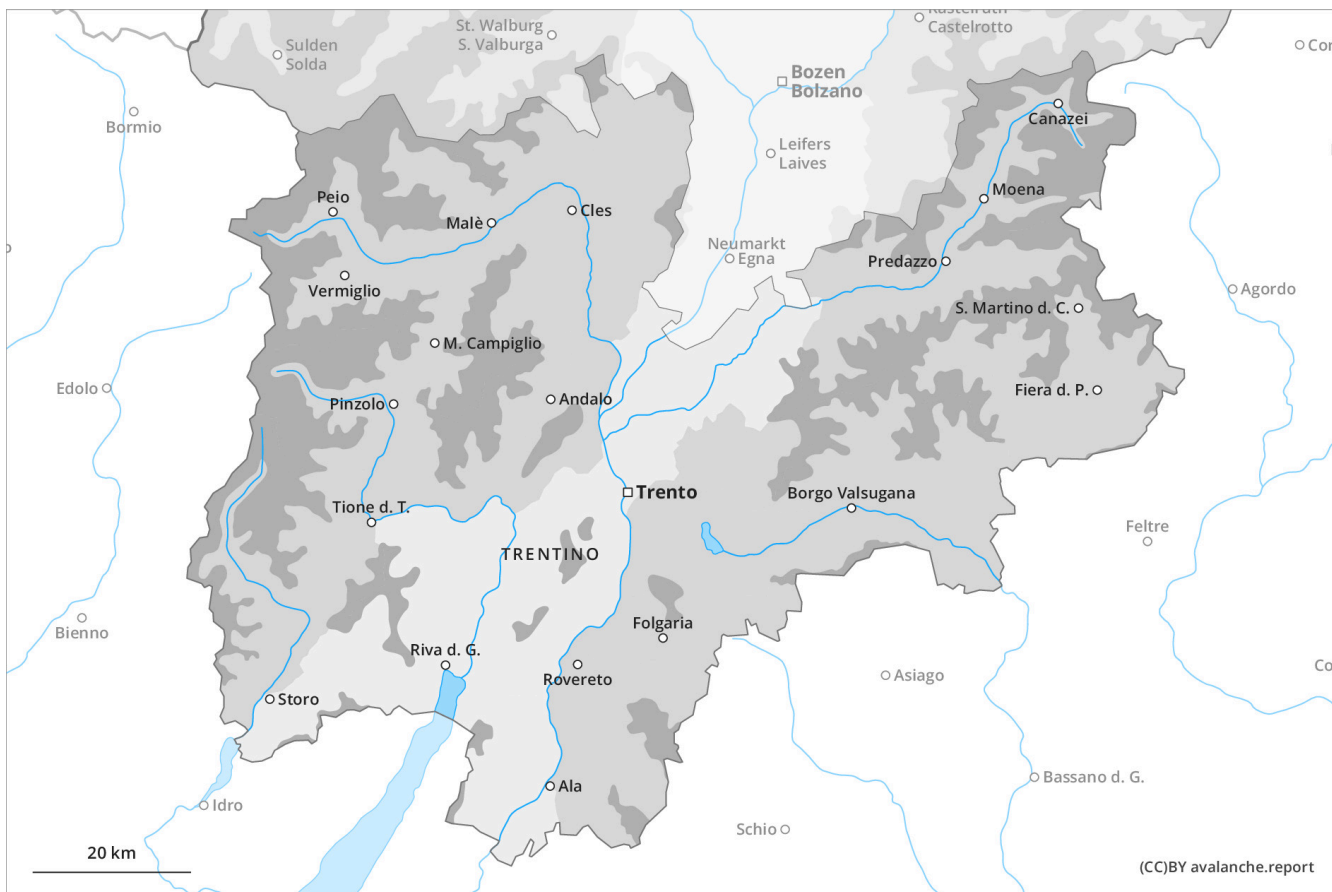 St. Walburg
S. Valburga
Castelrotto
Sulden
Solda
Bozen
Bolzano
Bormio
Canazei
Leifers
Laives
Peio
Malè
Cles
Moena
Neumarkt
Egna
Predazzo
Vermiglio
Agordo
S. Martino d. C.
M. Campiglio
Edolo
Pinzolo
Andalo
Fiera d. P.
Trento
Borgo Valsugana
Tione d. T.
Feltre
TRENTINO
Bienno
Folgaria
Riva d. G.
Rovereto
Asiago
Storo
Ala
Bassano d. G.
Idro
Schio
20 km
(CC)BY avalanche.report